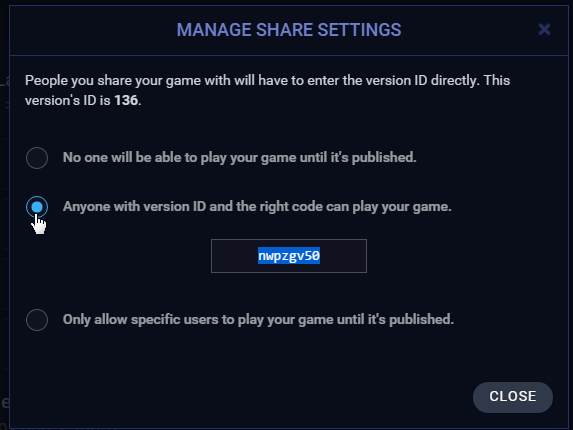 MANAGE SHARE SETTINGS
People you share your game with will have to enter the version ID directly. This
version's ID is 136.
No one will be able to play your game until it's published.
Anyone with version ID and the right code can play your game.
nwpzgv50
Only allow specific users to play your game until it's published.
CLOSE